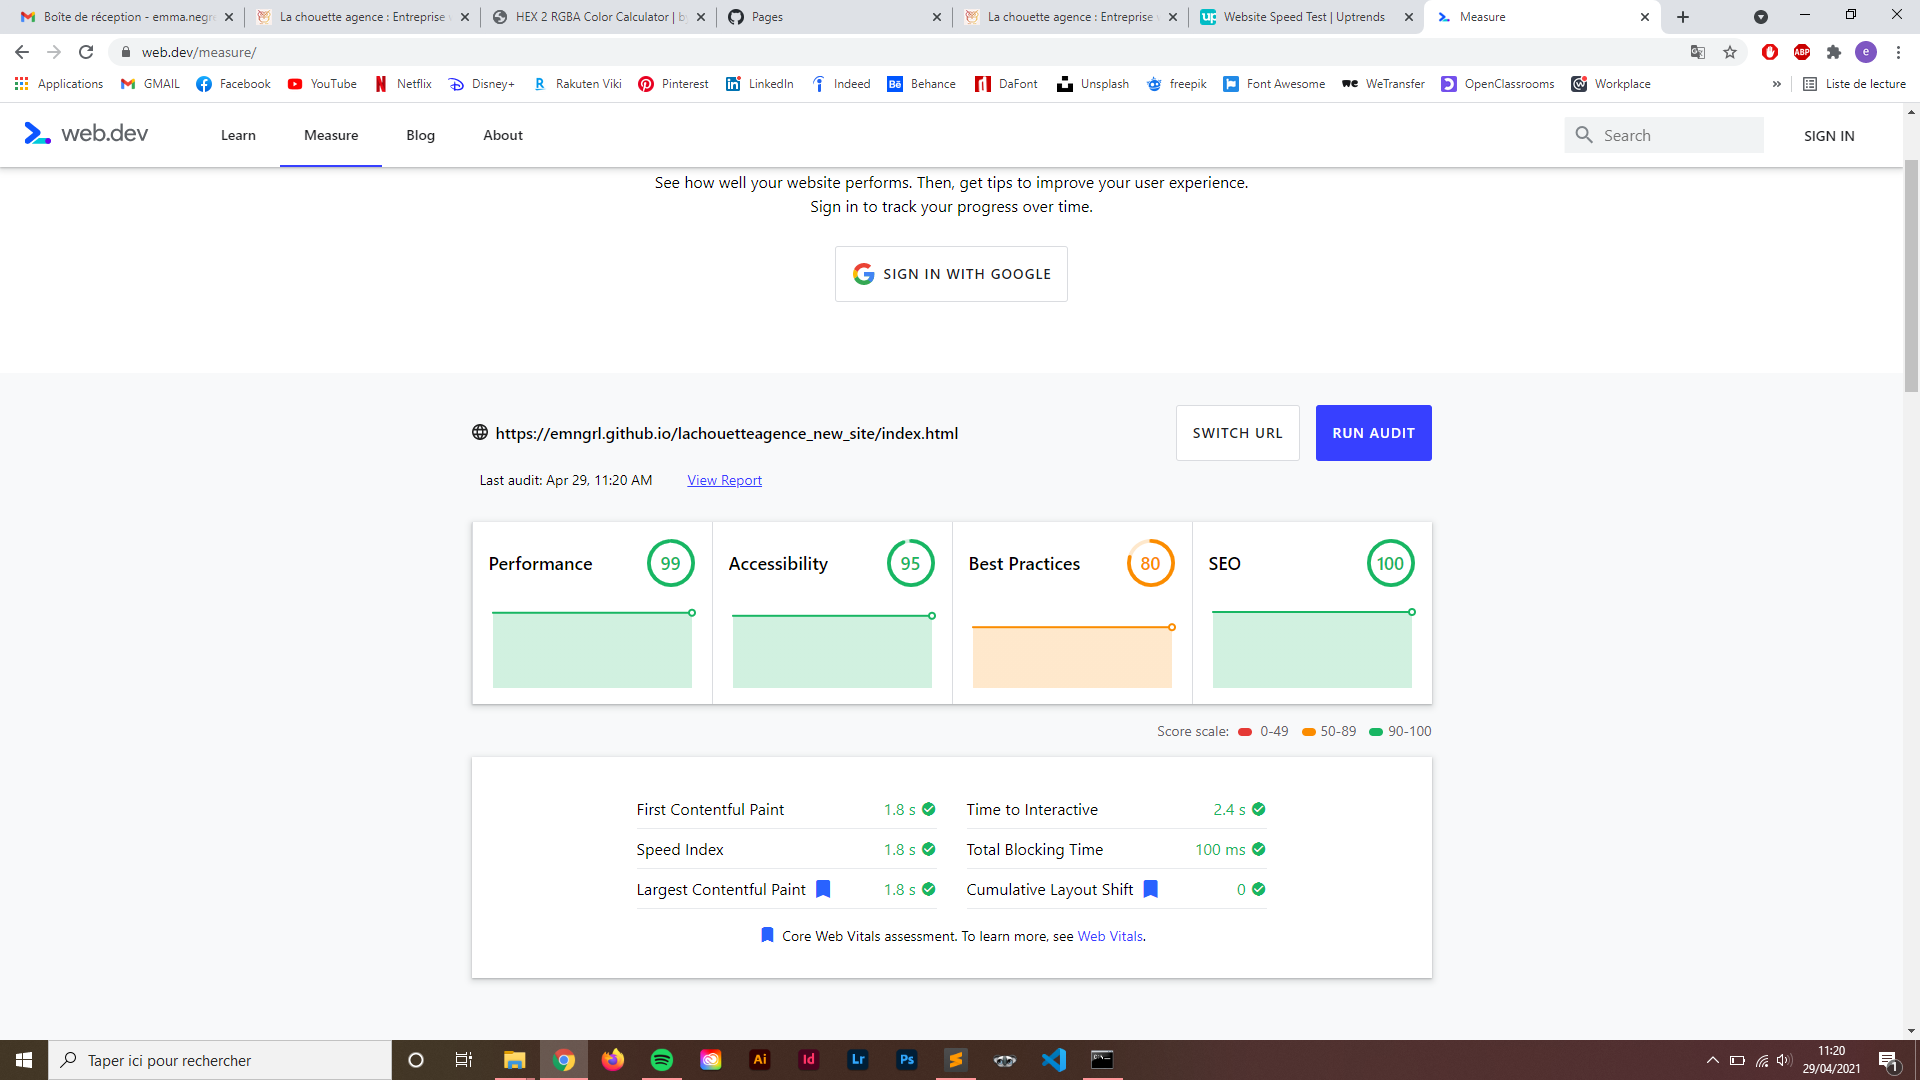 Boîte de réception - emma.negre
La chouette agence : Entreprise
HEX 2 RGBA Color Calculator | b
Pages
La chouette agence : Entreprise
Website Speed Test | Uptrends
Measure
web.dev/measure/
Applications
GMAIL
Facebook
YouTube
Netflix
Disney+
Rakuten Viki
Pinterest
LinkedIn
Indeed
Behance
DaFont
Unsplash
freepik
Font Awesome
WeTransfer
OpenClassrooms
Workplace
»
Liste de lecture
web.dev
Learn
Measure
Blog
About
Search
SIGN IN
See how well your website performs. Then, get tips to improve your user experience.
Sign in to track your progress over time.
SIGN IN WITH GOOGLE
https://emngrl.github.io/lachouetteagence_new_site/index.html
SWITCH URL
RUN AUDIT
Last audit: Apr 29, 11:20 AM
View Report
Performance 99
Accessibility 95
Best Practices 80
SEO 100
Score scale: 0-49 50-89 90-100
First Contentful Paint 1.8 s
Time to Interactive 2.4 s
Speed Index 1.8 s
Total Blocking Time 100 ms
Largest Contentful Paint 1.8 s
Cumulative Layout Shift 0
Core Web Vitals assessment. To learn more, see Web Vitals.
Taper ici pour rechercher
11:20
29/04/2021